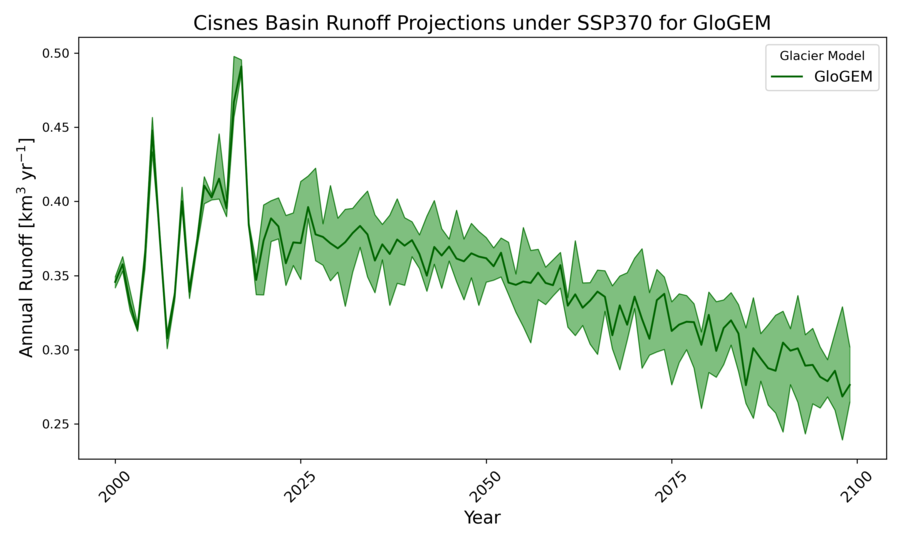 Cisnes Basin Runoff Projections under SSP370 for GloGEM
Glacier Model
GloGEM
Annual Runoff [km³ yr⁻¹]
0.50
0.45
0.40
0.35
0.30
0.25
2000
2025
2050
2075
2100
Year